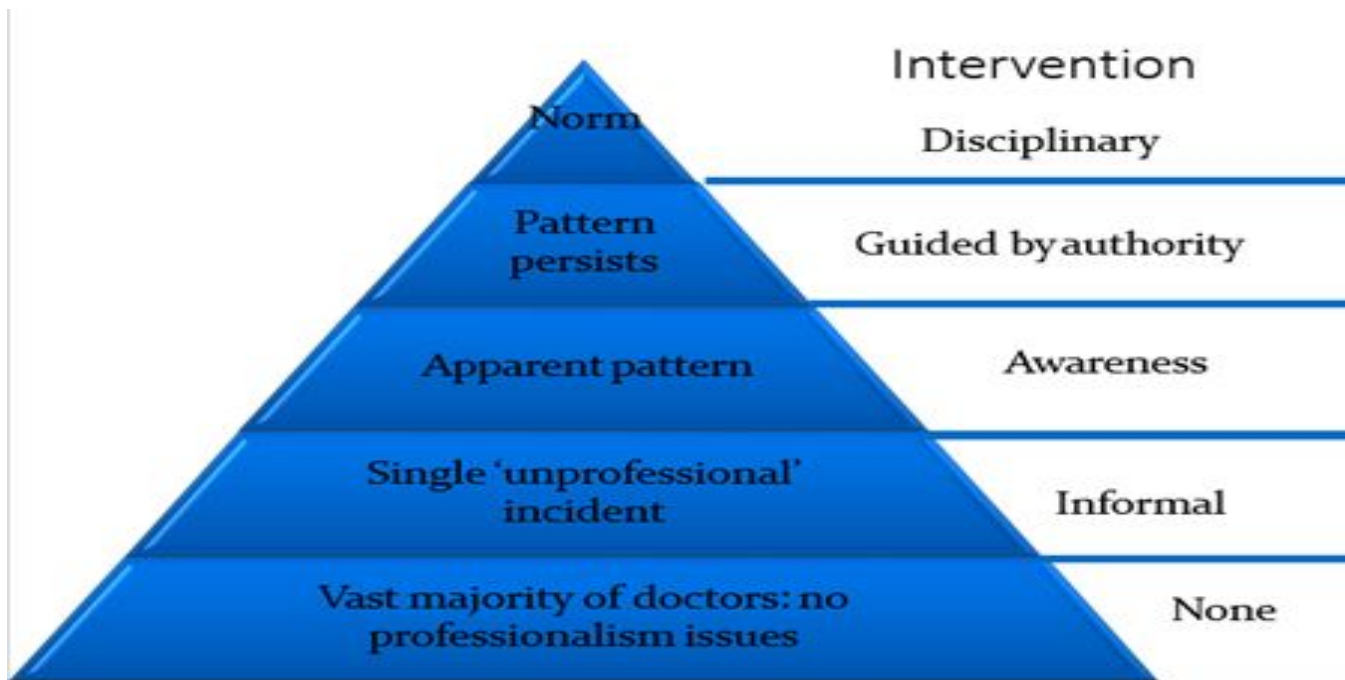 Intervention
Norm
Disciplinary
Pattern
persists
Guided by authority
Apparent pattern
Awareness
Single ‘unprofessional’
incident
Informal
Vast majority of doctors: no
professionalism issues
None